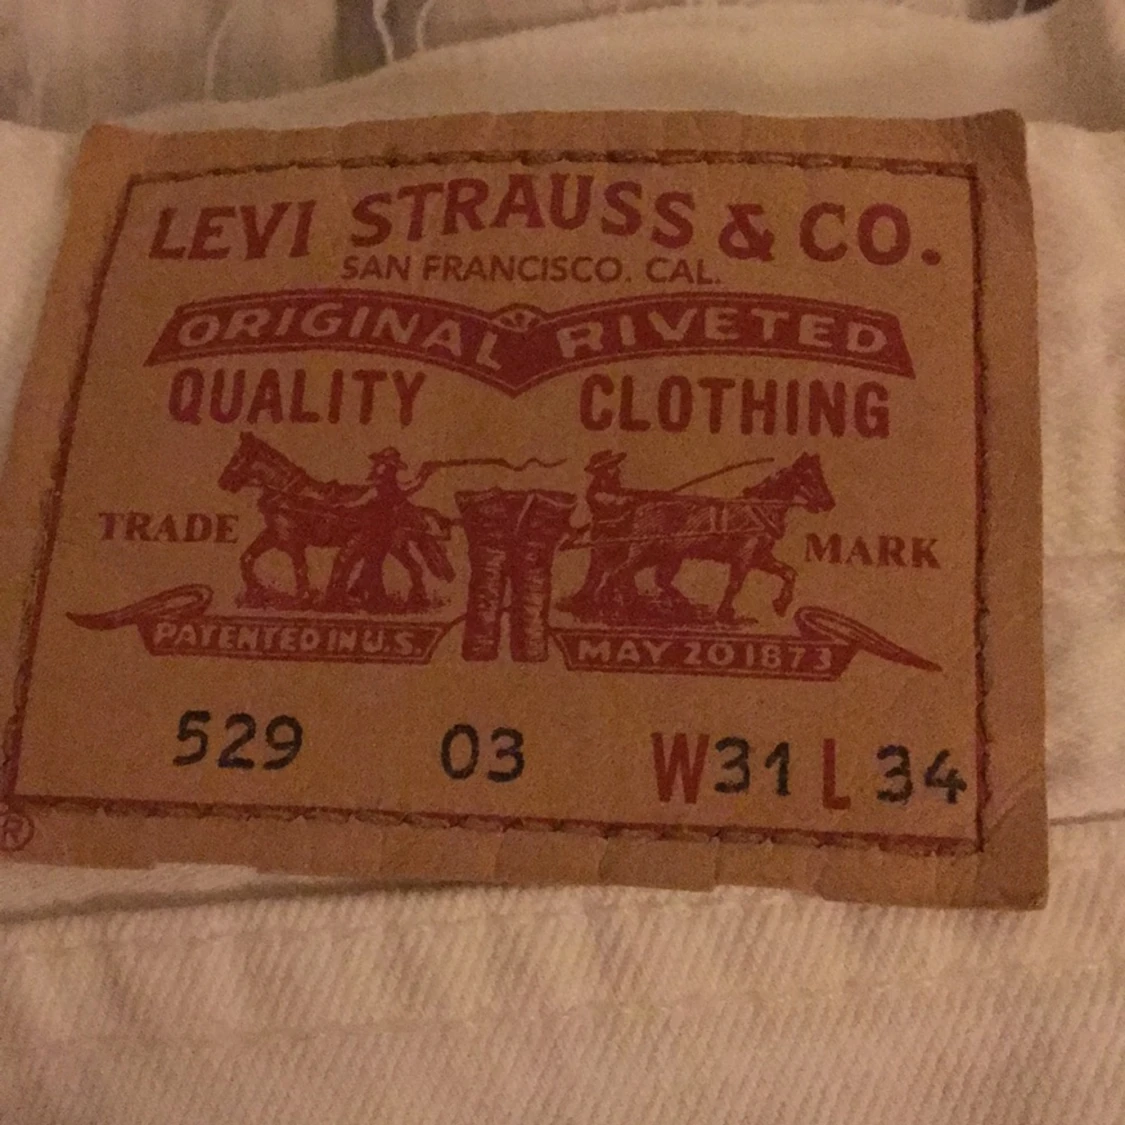 LEVI STRAUSS & CO.
SAN FRANCISCO. CAL.
ORIGINAL RIVETED
QUALITY CLOTHING
TRADE MARK
PATENTED IN U.S. MAY 20 1873
529 03 W31 L 34
®